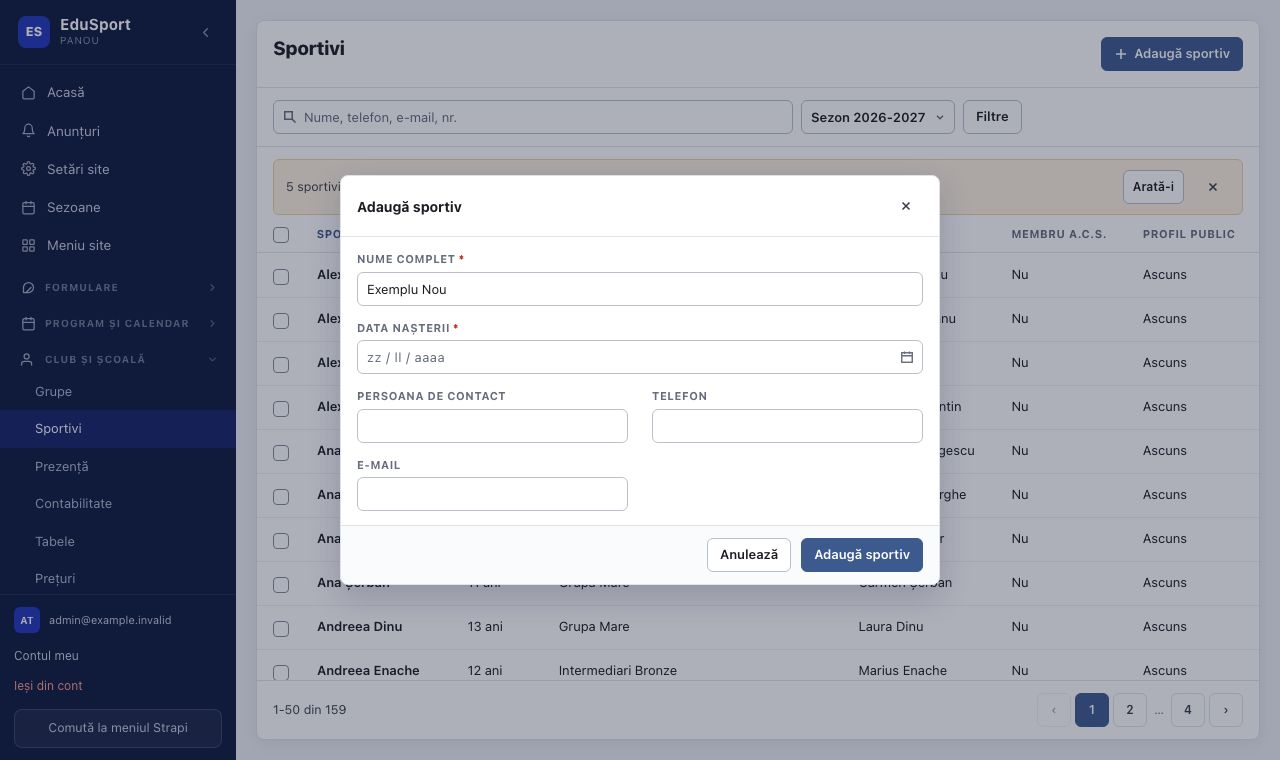 ES
EduSport
PANOU
Acasă
Anunțuri
Setări site
Sezoane
Meniu site
FORMULARE
PROGRAM ȘI CALENDAR
CLUB ȘI ȘCOALĂ
Grupe
Sportivi
Prezență
Contabilitate
Tabele
Prețuri
AT admin@example.invalid
Contul meu
Ieși din cont
Comută la meniul Strapi
Sportivi
+ Adaugă sportiv
Nume, telefon, e-mail, nr.
Sezon 2026-2027
Filtre
5 sportivi
Arată-i
MEMBRU A.C.S. PROFIL PUBLIC
Nu Ascuns
Nu Ascuns
Nu Ascuns
Nu Ascuns
Nu Ascuns
Nu Ascuns
Nu Ascuns
Nu Ascuns
Andreea Dinu 13 ani Grupa Mare Laura Dinu Nu Ascuns
Andreea Enache 12 ani Intermediari Bronze Marius Enache Nu Ascuns
1-50 din 159
‹ 1 2 … 4 ›
Adaugă sportiv
NUME COMPLET *
Exemplu Nou
DATA NAȘTERII *
zz / ll / aaaa
PERSOANA DE CONTACT
TELEFON
E-MAIL
Anulează
Adaugă sportiv